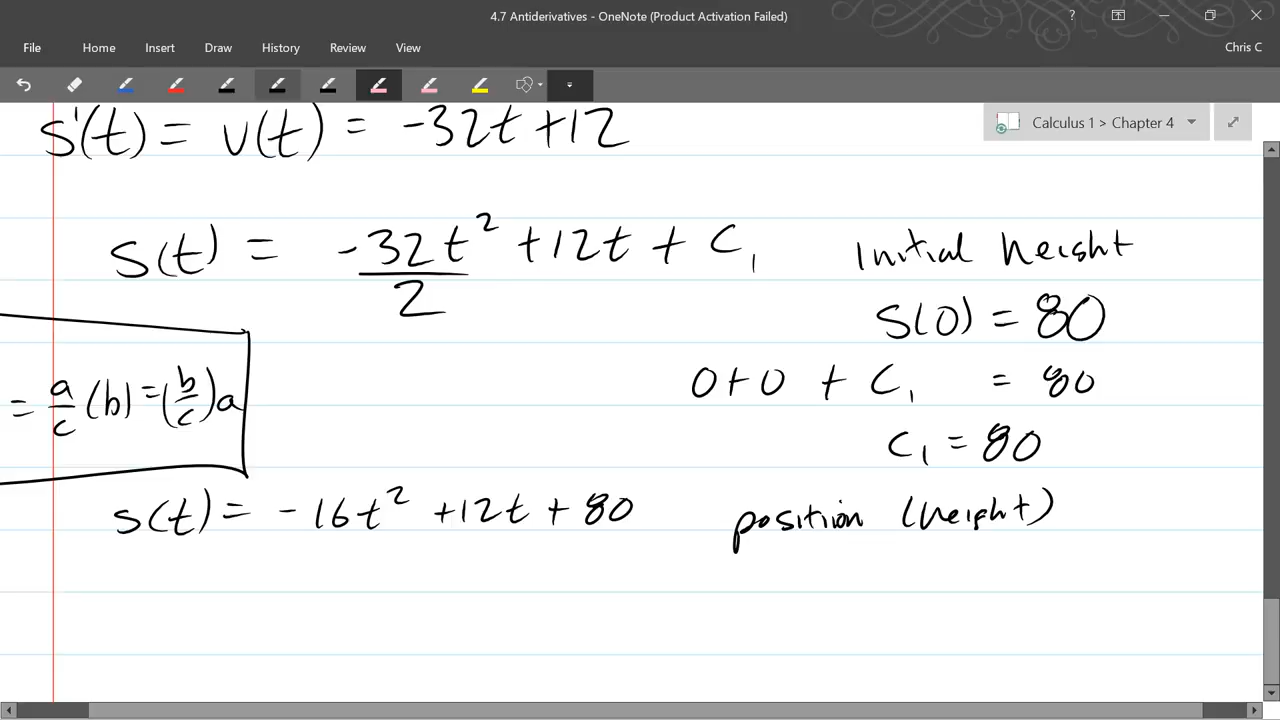 4.7 Antiderivatives - OneNote (Product Activation Failed)
File Home Insert Draw History Review View Chris C
Calculus 1 > Chapter 4
s'(t) = v(t) = -32t +12
s(t) = -32t²/2 +12t + C₁
Initial height
s(0) = 80
0+0 + C₁ = 80
= a/c (b) = (b/c)a
C₁ = 80
s(t) = -16t² +12t + 80 position (height)